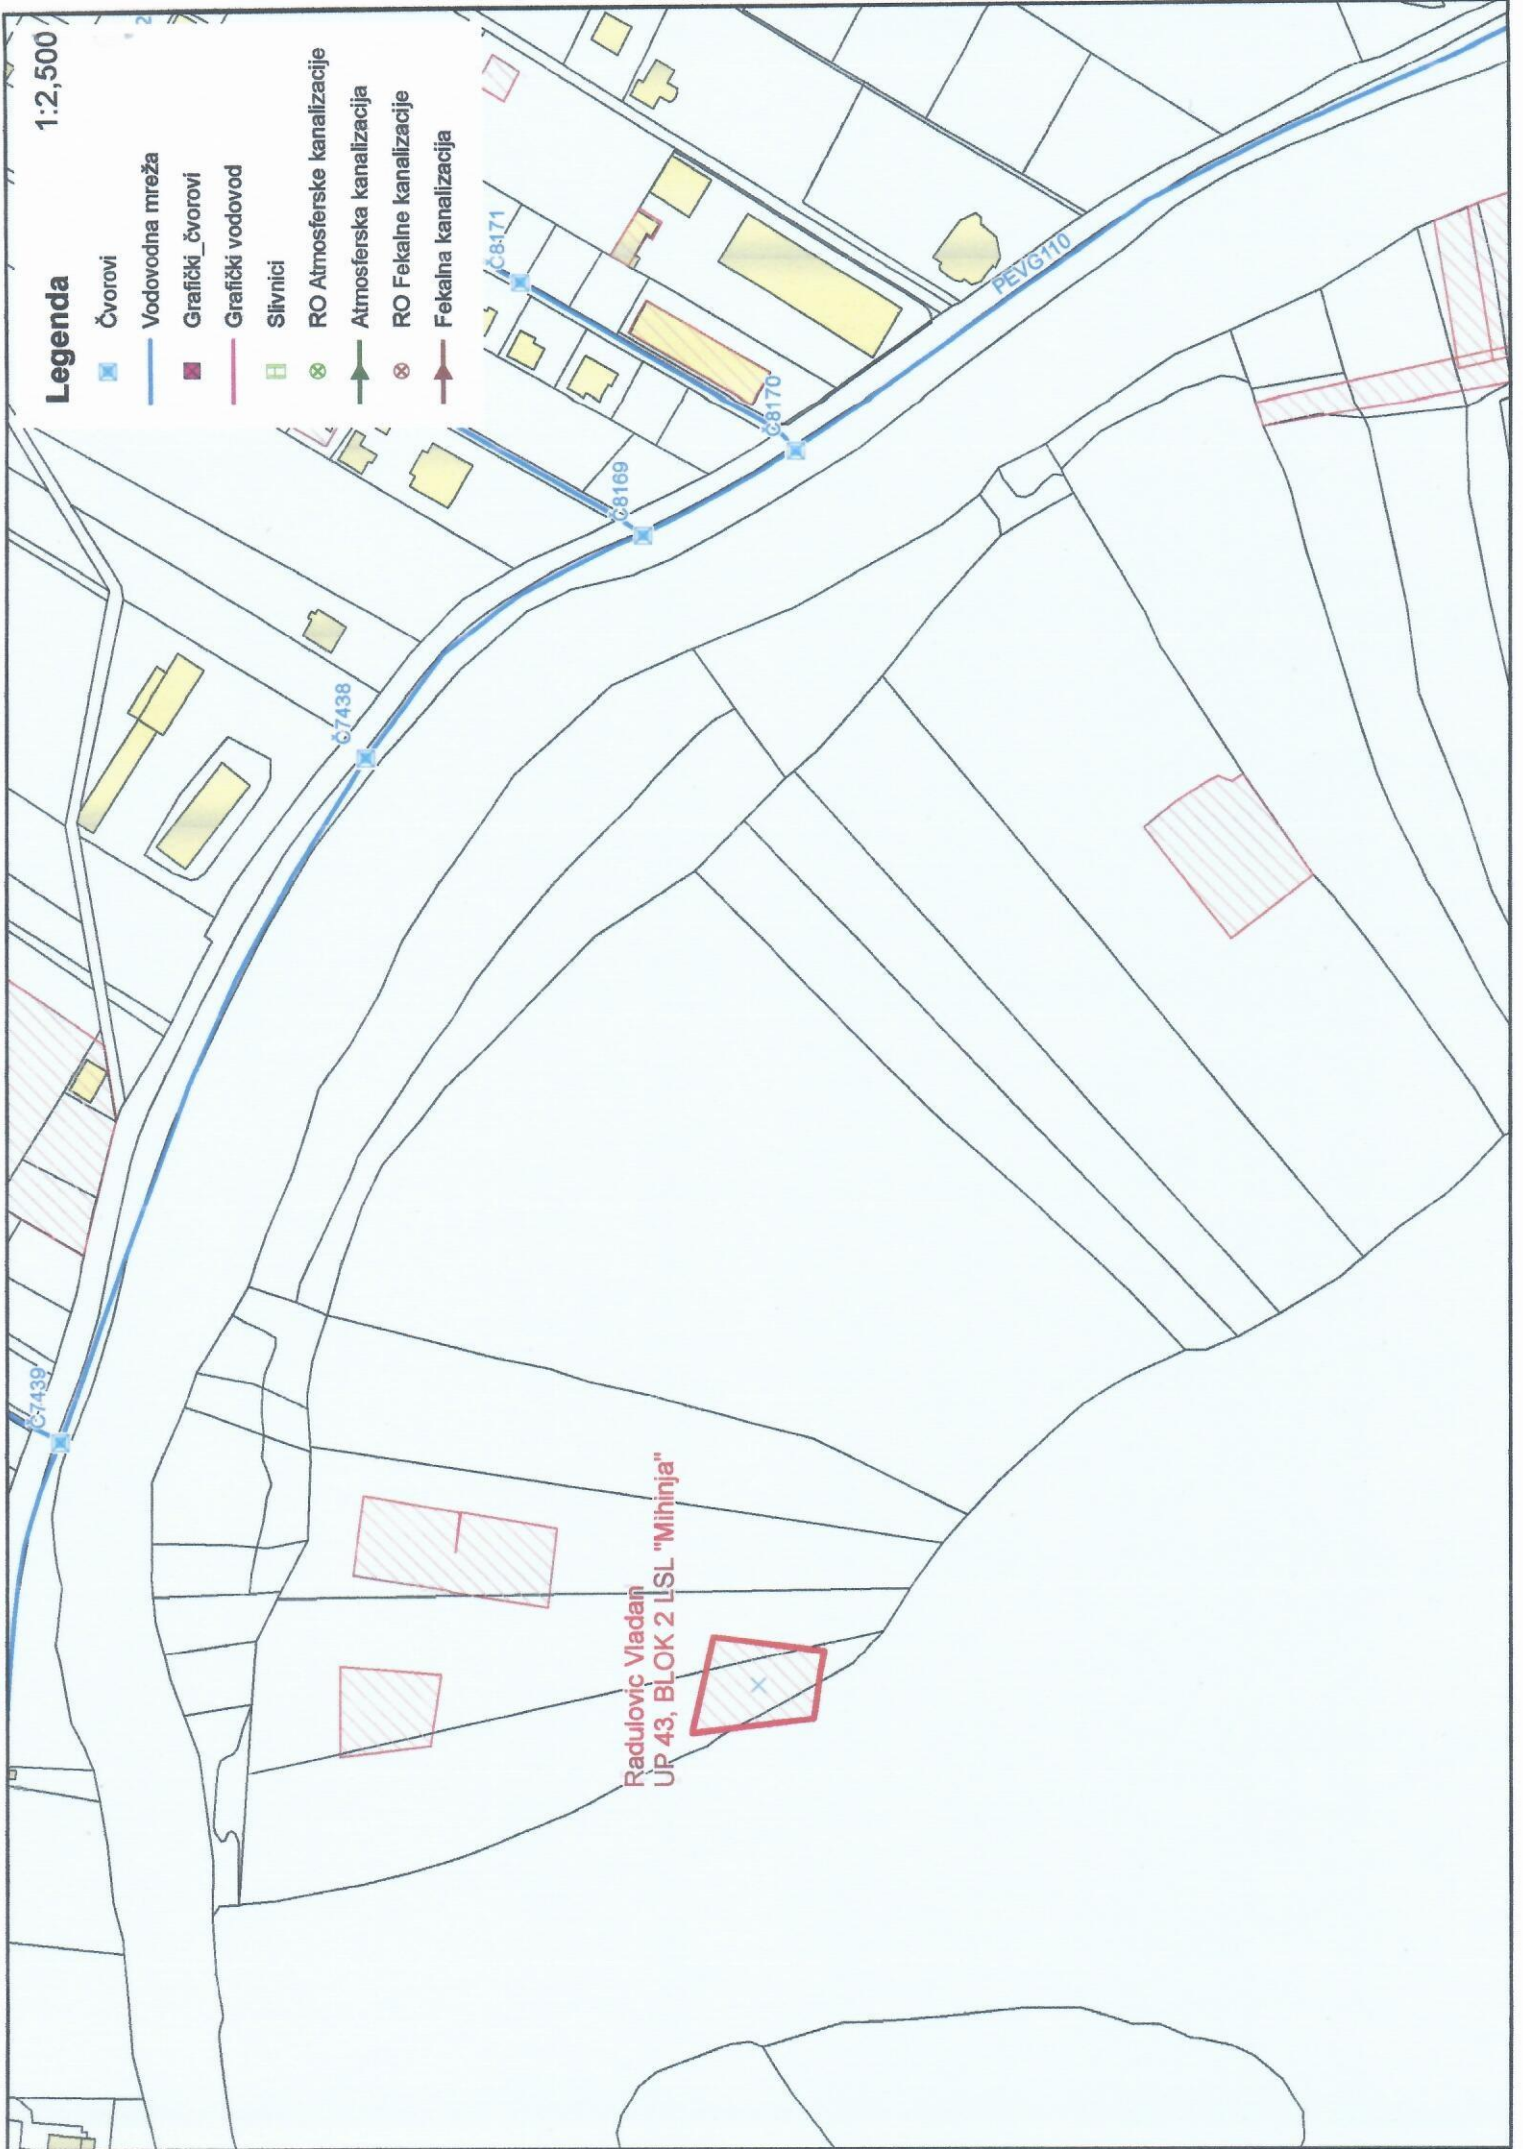 Legenda
1:2,500
Čvorovi
Vodovodna mreža
Grafički_čvorovi
Grafički vodovod
Slivnici
RO Atmosferske kanalizacije
Atmosferska kanalizacija
RO Fekalne kanalizacije
Fekalna kanalizacija
Č7439
Č7438
Č8169
Č8170
Č8171
PEVG110
Radulovic Vladan
UP 43, BLOK 2 LSL "Mihinja"